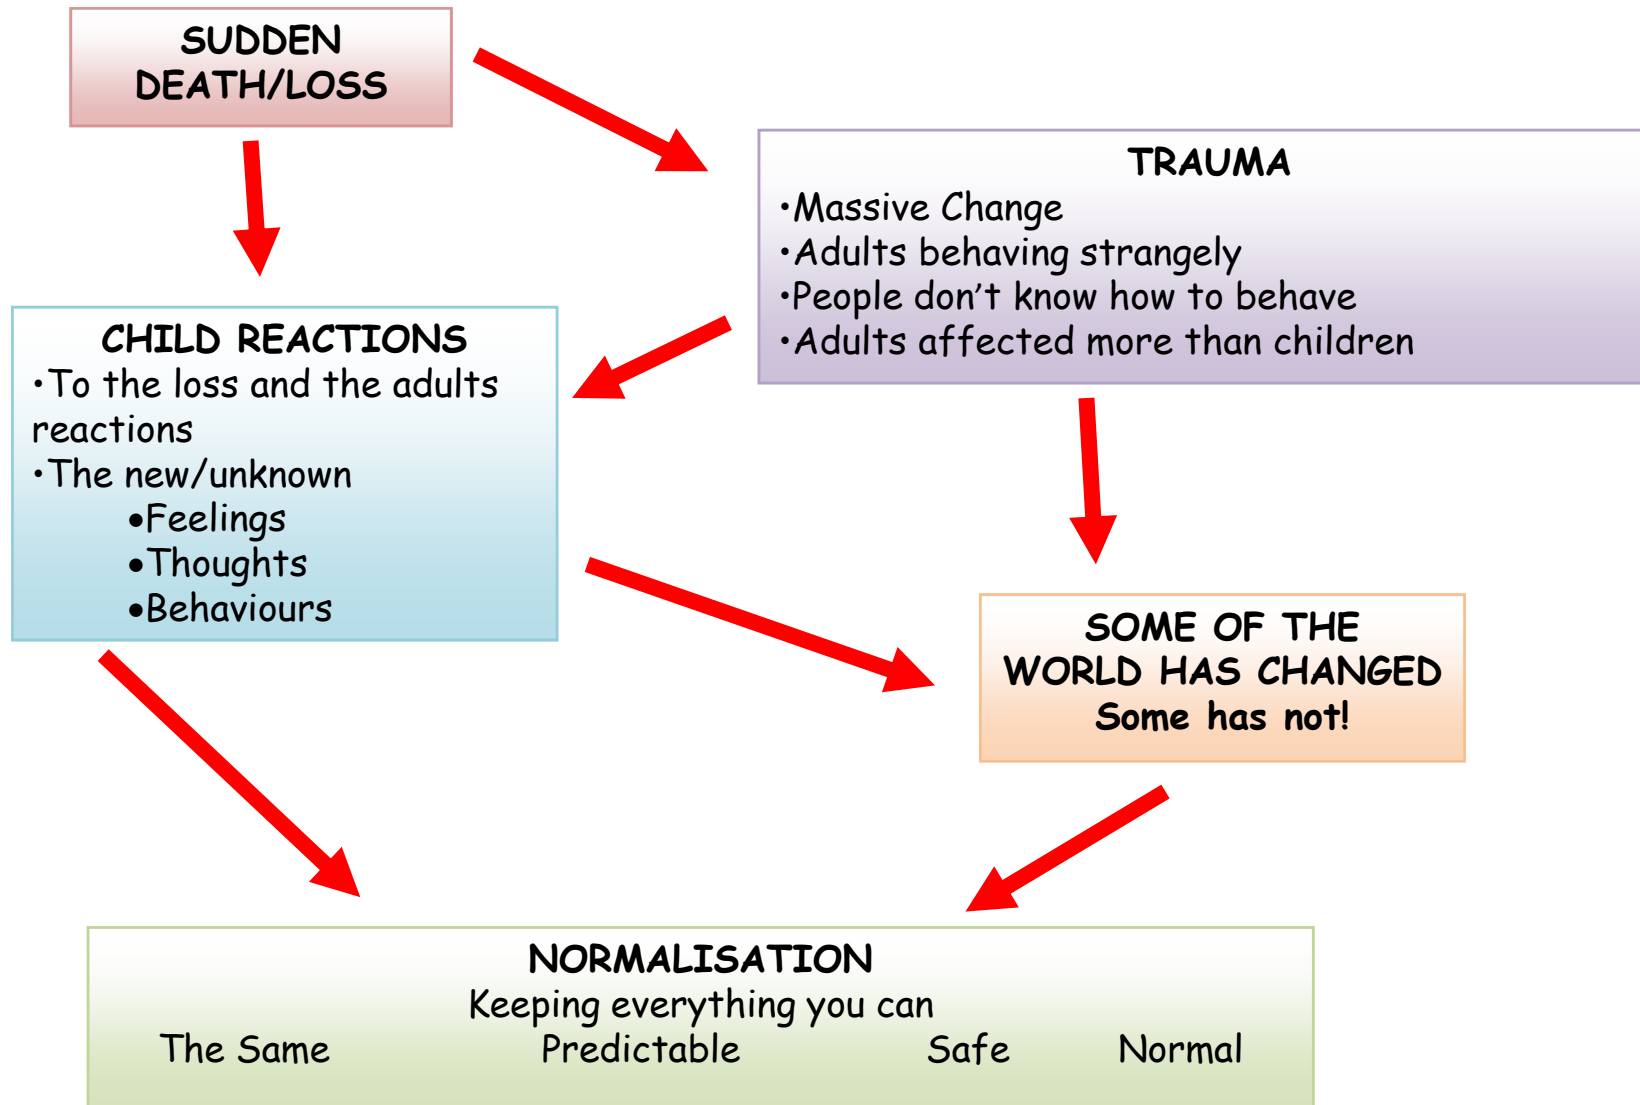 SUDDEN
DEATH/LOSS
TRAUMA
•Massive Change
•Adults behaving strangely
•People don't know how to behave
•Adults affected more than children
CHILD REACTIONS
•To the loss and the adults
reactions
•The new/unknown
•Feelings
•Thoughts
•Behaviours
SOME OF THE
WORLD HAS CHANGED
Some has not!
NORMALISATION
Keeping everything you can
The Same Predictable Safe Normal